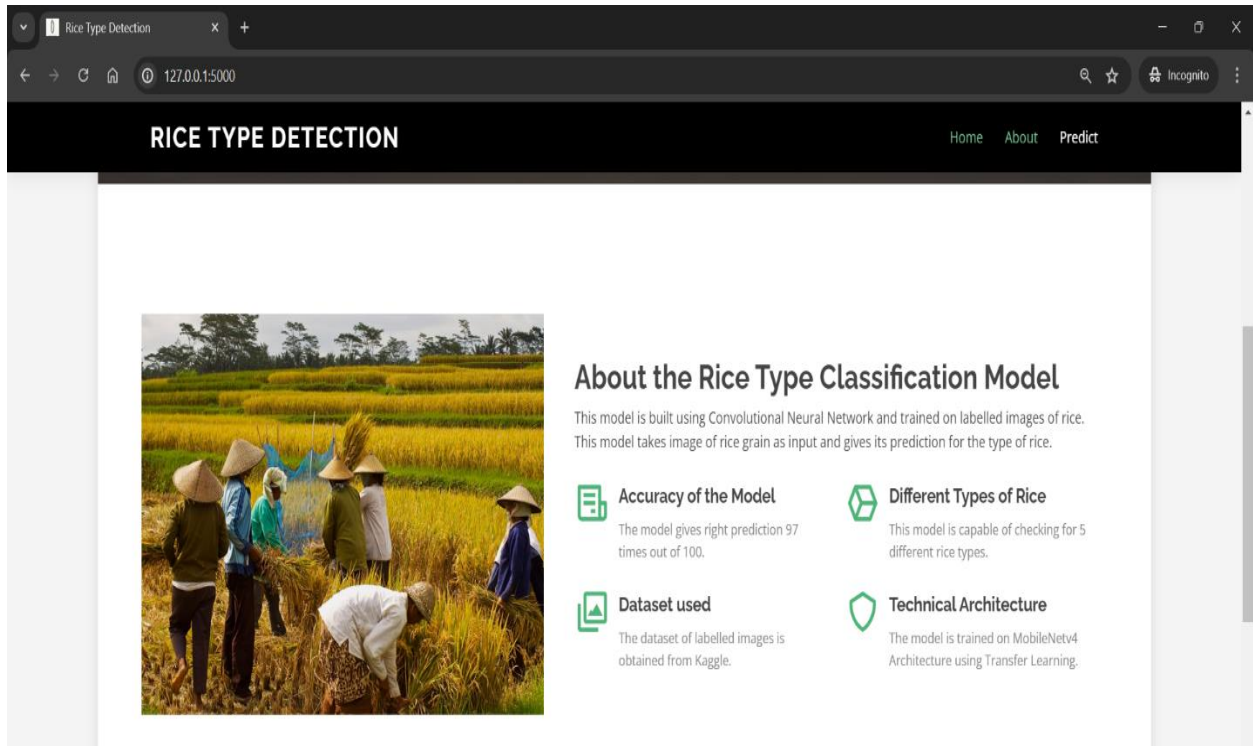 Rice Type Detection
127.0.0.1:5000
Incognito
RICE TYPE DETECTION
Home About Predict
About the Rice Type Classification Model
This model is built using Convolutional Neural Network and trained on labelled images of rice.
This model takes image of rice grain as input and gives its prediction for the type of rice.
Accuracy of the Model
The model gives right prediction 97
times out of 100.
Different Types of Rice
This model is capable of checking for 5
different rice types.
Dataset used
The dataset of labelled images is
obtained from Kaggle.
Technical Architecture
The model is trained on MobileNetv4
Architecture using Transfer Learning.